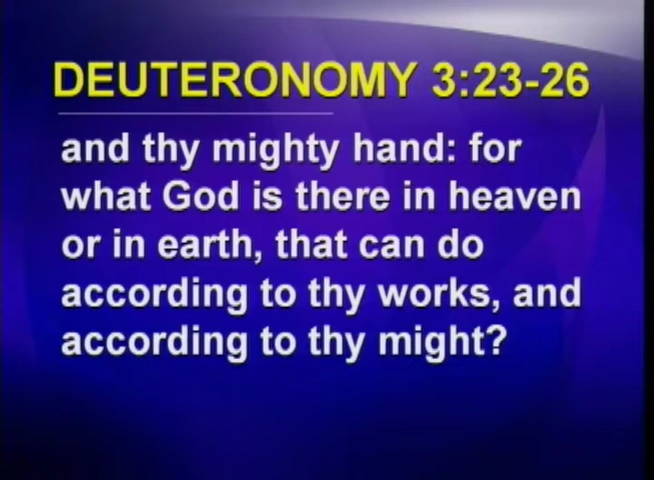 DEUTERONOMY 3:23-26
and thy mighty hand: for
what God is there in heaven
or in earth, that can do
according to thy works, and
according to thy might?